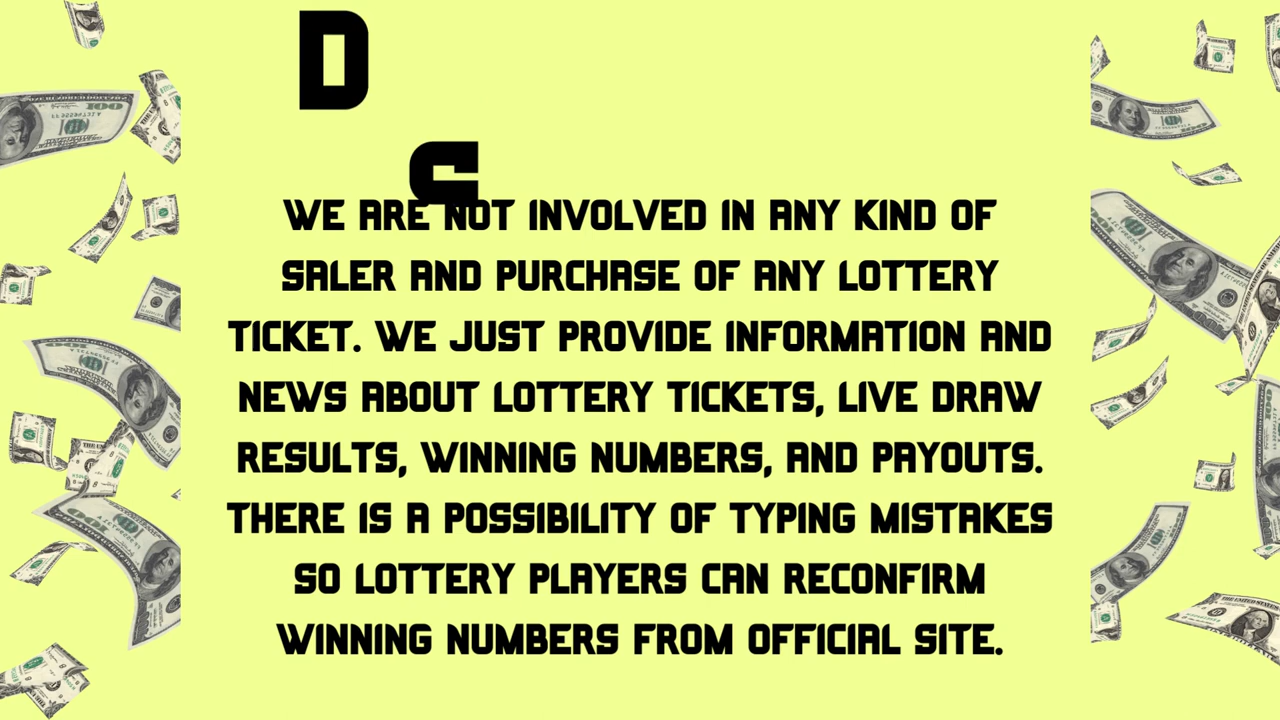 D
S
WE ARE NOT INVOLVED IN ANY KIND OF
SALER AND PURCHASE OF ANY LOTTERY
TICKET. WE JUST PROVIDE INFORMATION AND
NEWS ABOUT LOTTERY TICKETS, LIVE DRAW
RESULTS, WINNING NUMBERS, AND PAYOUTS.
THERE IS A POSSIBILITY OF TYPING MISTAKES
SO LOTTERY PLAYERS CAN RECONFIRM
WINNING NUMBERS FROM OFFICIAL SITE.